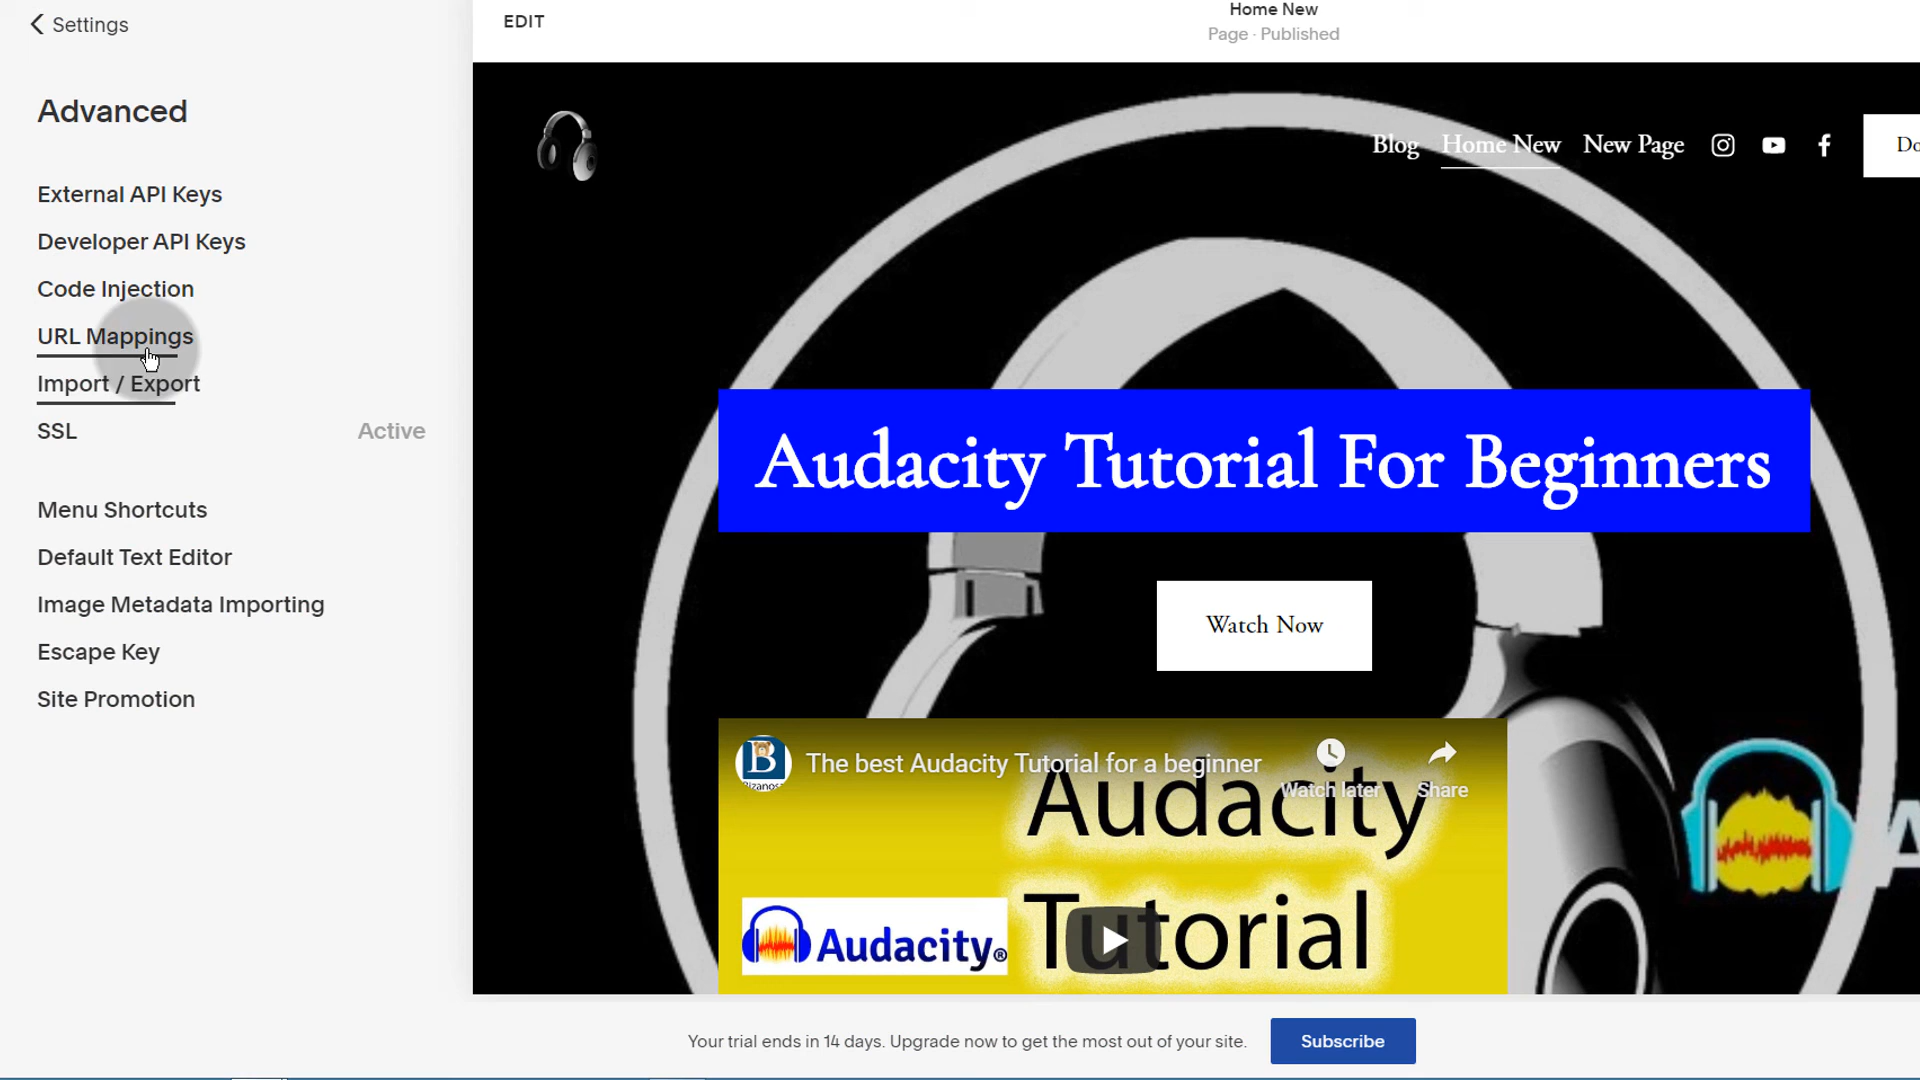 Settings
Advanced
External API Keys
Developer API Keys
Code Injection
URL Mappings
Import / Export
SSL Active
Menu Shortcuts
Default Text Editor
Image Metadata Importing
Escape Key
Site Promotion
EDIT
Home New
Page · Published
Blog Home New New Page Do
Audacity Tutorial For Beginners
Watch Now
B
Bizanosa
The best Audacity Tutorial for a beginner
Watch later
Share
Audacity
Tutorial
Audacity®
A
Your trial ends in 14 days. Upgrade now to get the most out of your site.
Subscribe